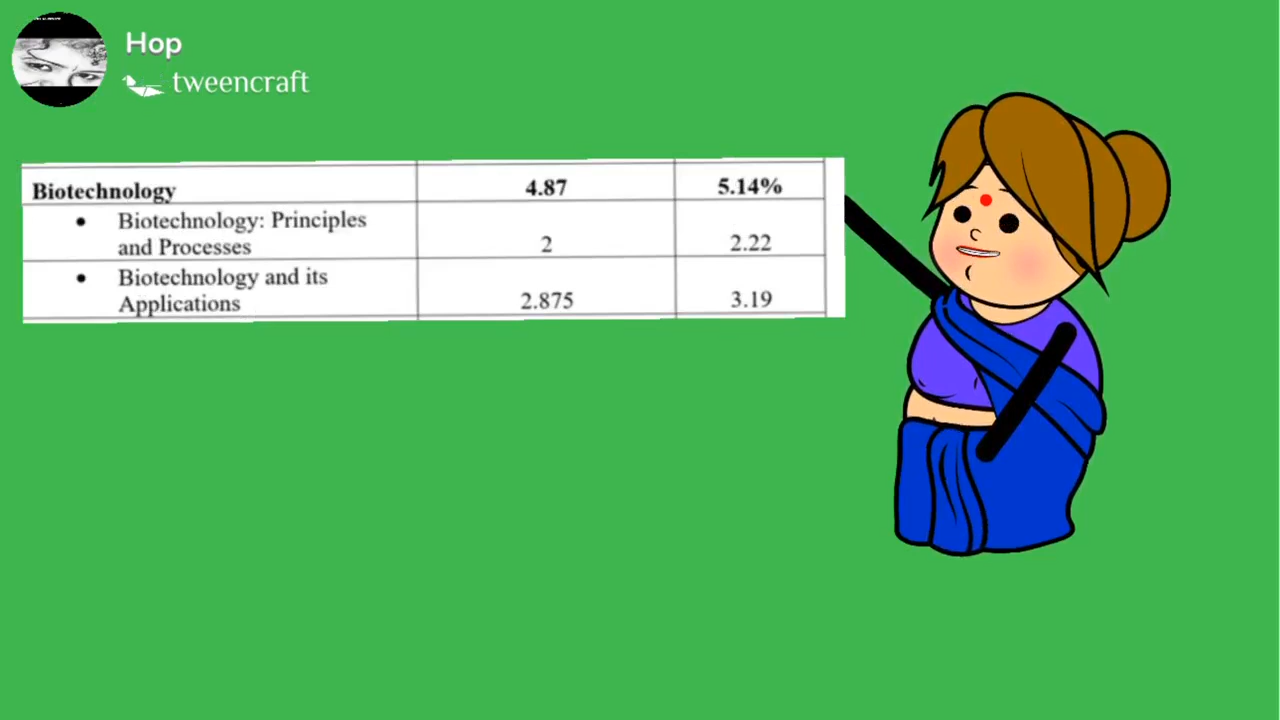 Hop
tweencraft
Biotechnology 4.87 5.14%
• Biotechnology: Principles
and Processes 2 2.22
• Biotechnology and its
Applications 2.875 3.19